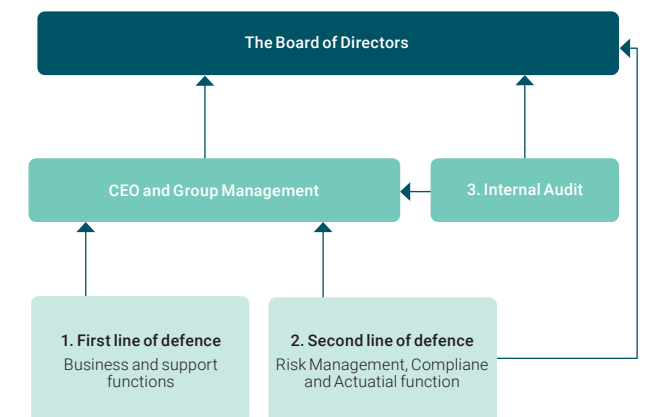 The Board of Directors
CEO and Group Management
3. Internal Audit
1. First line of defence
Business and support
functions
2. Second line of defence
Risk Management, Compliane
and Actuatial function